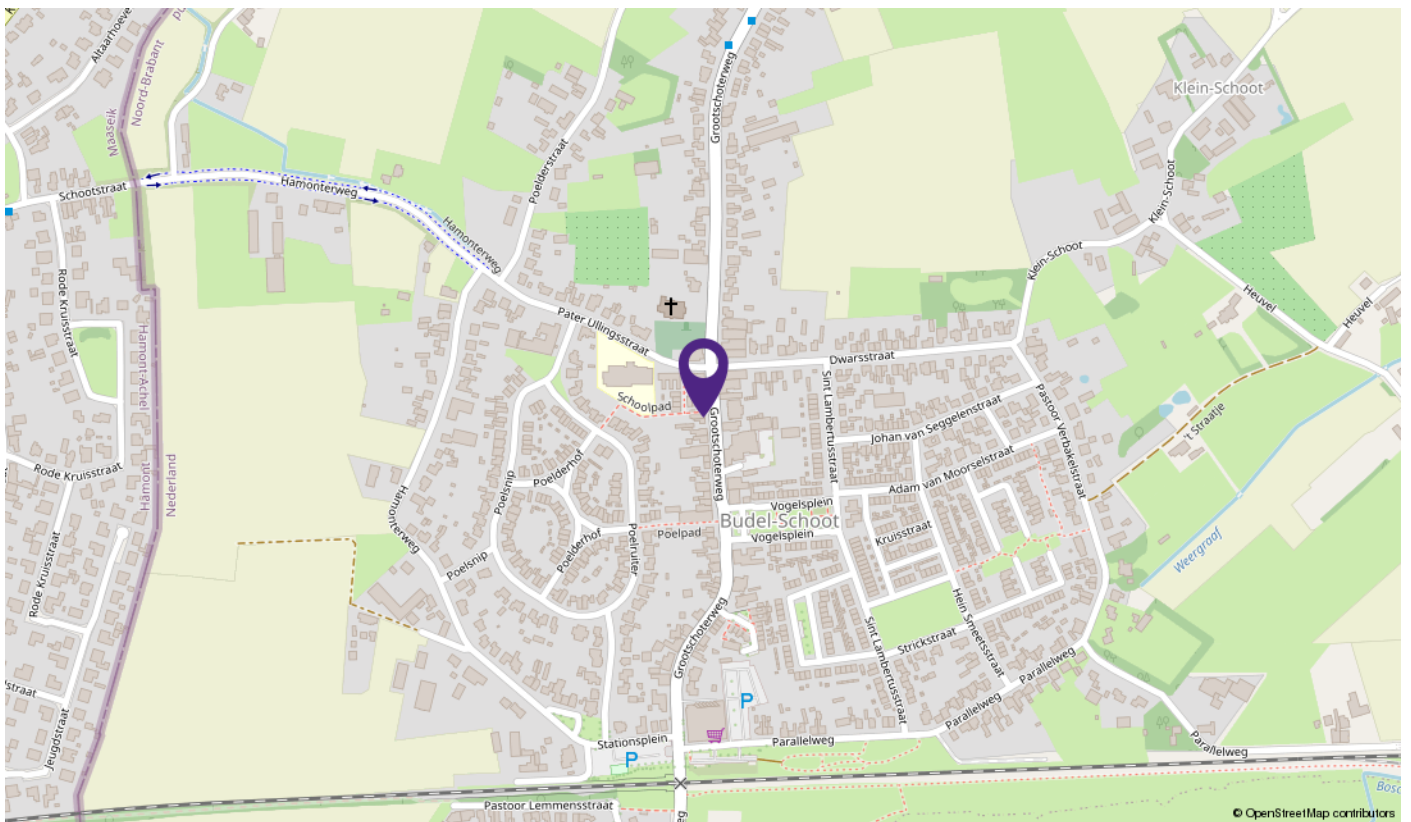 Altaarhoeve
Noord-Brabant
Maaseik
Schootstraat
Hamonterweg
Hamonterweg
Poelderstraat
Grootschoterweg
Klein-Schoot
Klein-Schoot
Klein-Schoot
Heuvel
Heuvel
Rode Kruisstraat
Hamont-Achel
Pater Ullingsstraat
Dwarsstraat
Schoolpad
Grootschoterweg
Sint Lambertusstraat
Johan van Seggelenstraat
Pastoor Verbakelstraat
't Straatje
Rode Kruisstraat
Hamont
Nederland
Hamonterweg
Poelsnip
Poelderhof
Adam van Moorselstraat
Vogelsplein
Budel-Schoot
Vogelsplein
Kruisstraat
Poelpad
Poelruiter
Poelderhof
Poelsnip
Weergraaf
Rode Kruisstraat
Hein Smeetsstraat
Strickstraat
Sint Lambertusstraat
Grootschoterweg
Parallelweg
Parallelweg
Parallelweg
Parallelweg
P
P
Stationsplein
Jeugdstraat
lstraat
Pastoor Lemmensstraat
© OpenStreetMap contributors